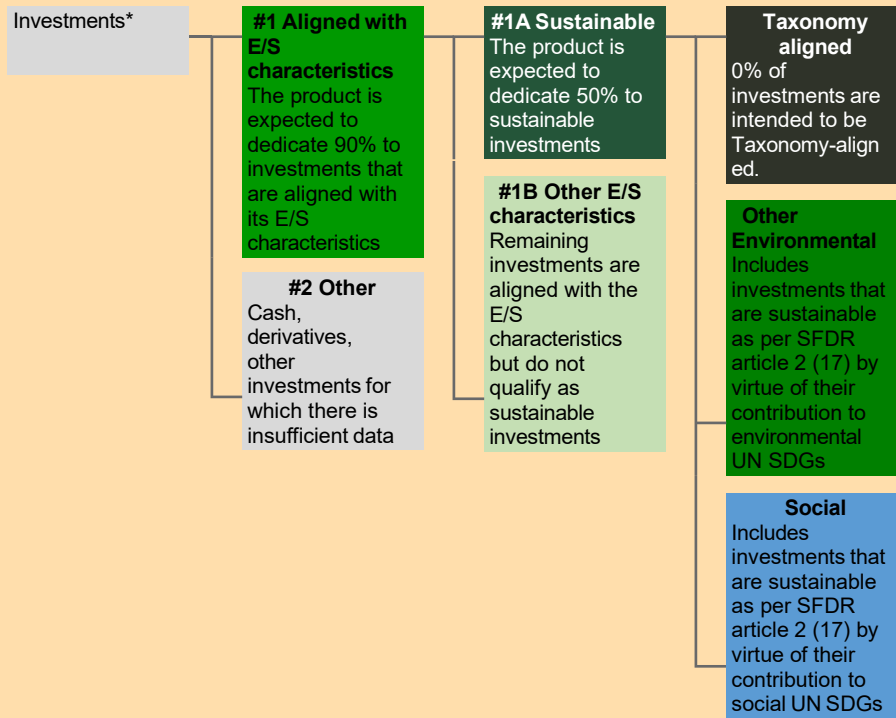 Investments*
#1 Aligned with
E/S
characteristics
The product is
expected to
dedicate 90% to
investments that
are aligned with
its E/S
characteristics
#2 Other
Cash,
derivatives,
other
investments for
which there is
insufficient data
#1A Sustainable
The product is
expected to
dedicate 50% to
sustainable
investments
#1B Other E/S
characteristics
Remaining
investments are
aligned with the
E/S
characteristics
but do not
qualify as
sustainable
investments
Taxonomy
aligned
0% of
investments are
intended to be
Taxonomy-align
ed.
Other
Environmental
Includes
investments that
are sustainable
as per SFDR
article 2 (17) by
virtue of their
contribution to
environmental
UN SDGs
Social
Includes
investments that
are sustainable
as per SFDR
article 2 (17) by
virtue of their
contribution to
social UN SDGs